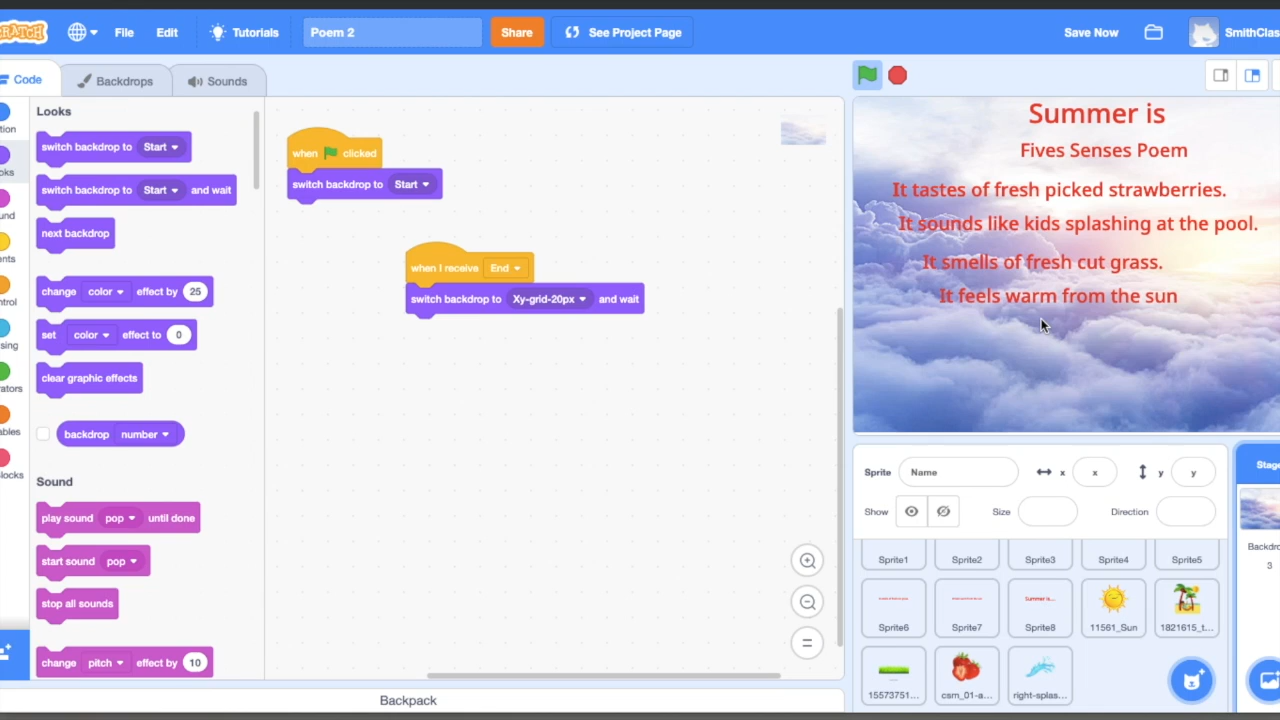 File Edit Tutorials Poem 2 Share See Project Page Save Now
Code Backdrops Sounds
Looks
switch backdrop to Start
switch backdrop to Start and wait
next backdrop
change color effect by 25
set color effect to 0
clear graphic effects
backdrop number
Sound
play sound pop until done
start sound pop
stop all sounds
change pitch effect by 10
when clicked
switch backdrop to Start
when I receive End
switch backdrop to Xy-grid-20px and wait
Backpack
Summer is
Fives Senses Poem
It tastes of fresh picked strawberries.
It sounds like kids splashing at the pool.
It smells of fresh cut grass.
It feels warm from the sun
Sprite Name x x y y
Show Size Direction
Sprite1 Sprite2 Sprite3 Sprite4 Sprite5
Summer is...
Sprite6 Sprite7 Sprite8 11561_Sun 1821615_t...
15573751... csm_01-a... right-splas...
3